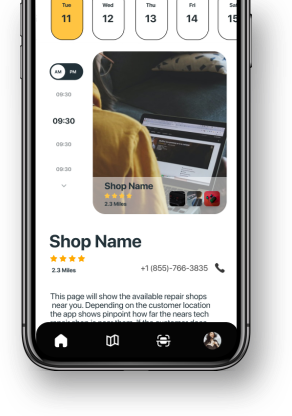 Tue
Wed
Thu
Fri
Sat
11
12
13
14
15
AM PM
09:30
09:30
09:30
09:30
Shop Name
2.3 Miles
Shop Name
2.3 Miles
+1 (855)-766-3835
This page will show the available repair shops
near you. Depending on the customer location
the app shows pinpoint how far the nears tech